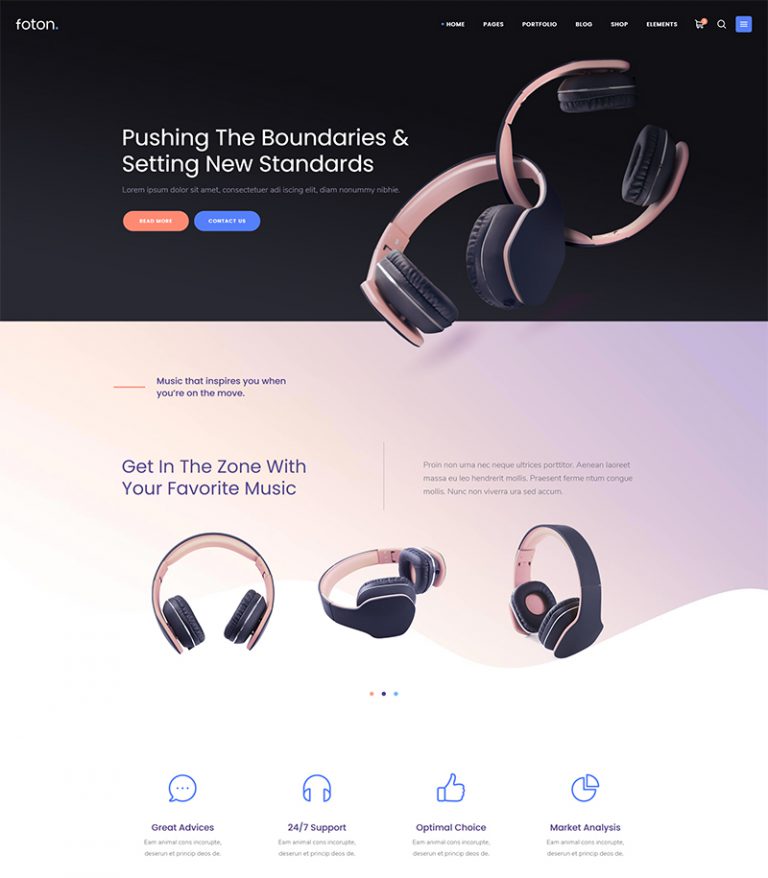 foton.
HOME PAGES PORTFOLIO BLOG SHOP ELEMENTS
Pushing The Boundaries &
Setting New Standards
Lorem ipsum dolor sit amet, consectetuer adi iscing elit, diam nonummy nibhie.
READ MORE CONTACT US
Music that inspires you when
you're on the move.
Get In The Zone With
Your Favorite Music
Proin non urna nec neque ultrices porttitor. Aenean laoreet
massa eu leo hendrerit mollis. Praesent ferme ntum congue
mollis. Nunc non viverra ura sed accum.
Great Advices
Eam animal cons incorupte,
deserun et princip deos de.
24/7 Support
Eam animal cons incorupte,
deserun et princip deos de.
Optimal Choice
Eam animal cons incorupte,
deserun et princip deos de.
Market Analysis
Eam animal cons incorupte,
deserun et princip deos de.